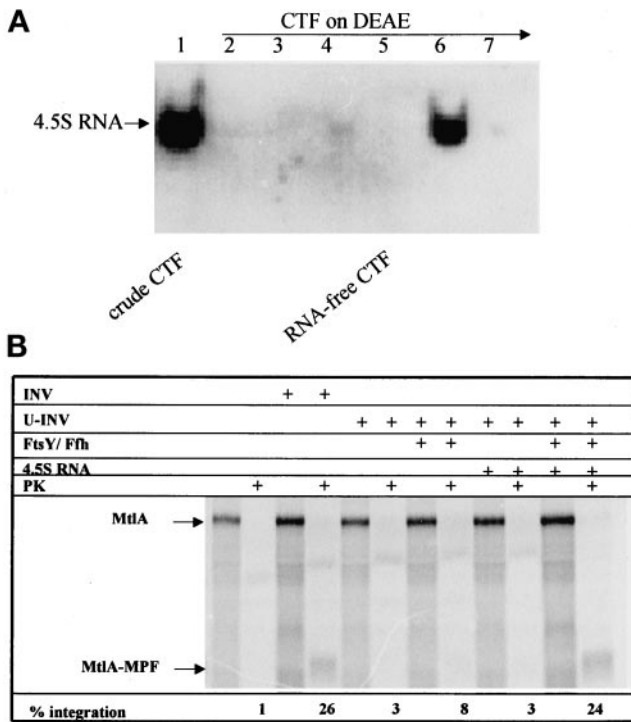 A
CTF on DEAE
1 2 3 4 5 6 7
4.5S RNA
crude CTF
RNA-free CTF
B
INV + +
U-INV + + + + + + + +
FtsY/ Ffh + + + +
4.5S RNA + + + +
PK + + + + + +
MtlA
MtlA-MPF
% integration 1 26 3 8 3 24